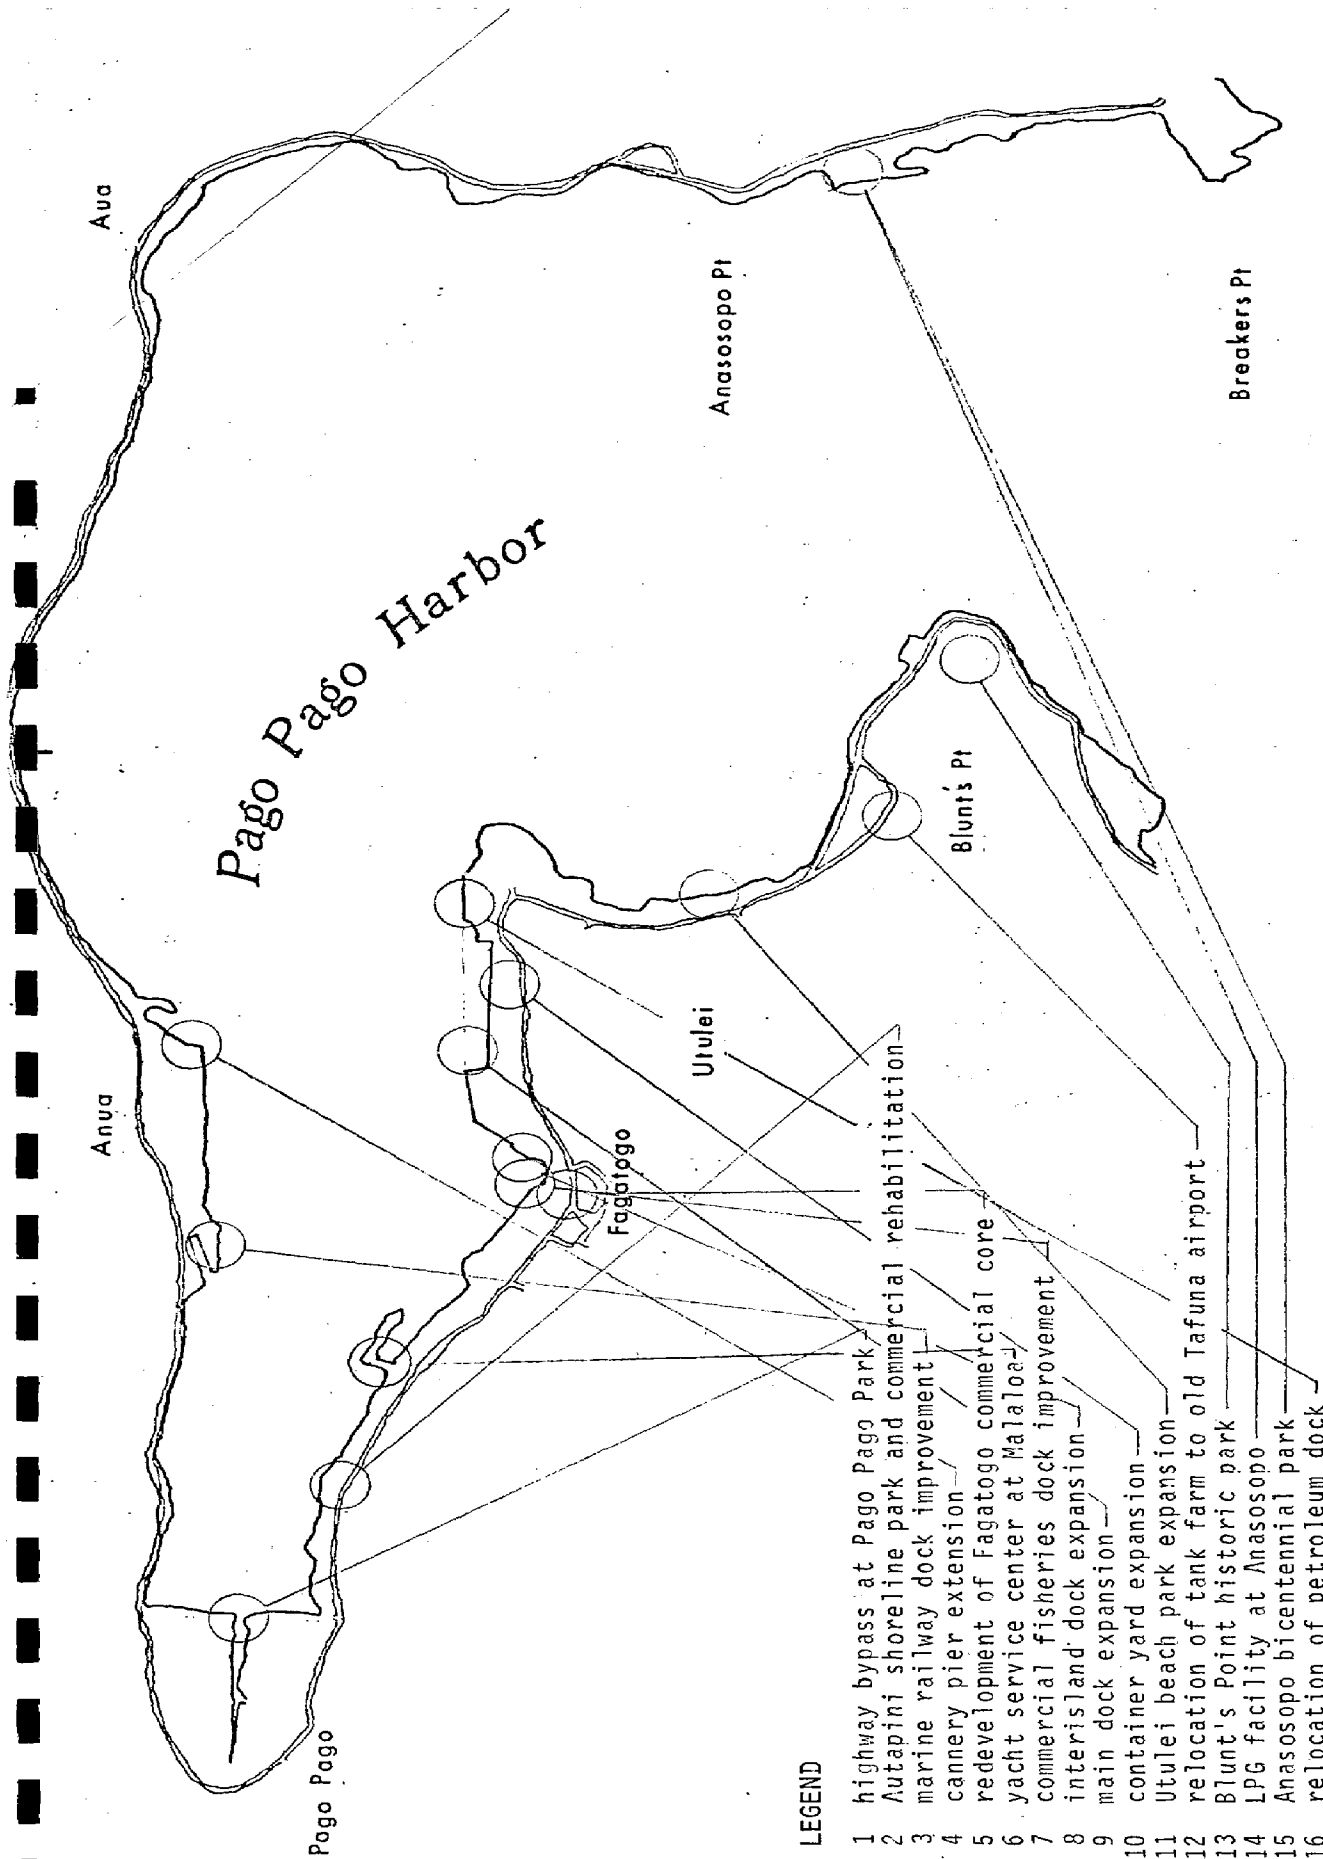 Aua
Pago Pago Harbor
Anasosopo Pt
Breakers Pt
Anua
Utulei
Blunt's Pt
Fagatogo
Pago Pago
LEGEND
1 highway bypass at Pago Pago Park
2 Autapini shoreline park and commercial rehabilitation
3 marine railway dock improvement
4 cannery pier extension
5 redevelopment of Fagatogo commercial core
6 yacht service center at Malaloa
7 commercial fisheries dock improvement
8 interisland dock expansion
9 main dock expansion
10 container yard expansion
11 Utulei beach park expansion
12 relocation of tank farm to old Tafuna airport
13 Blunt's Point historic park
14 LPG facility at Anasosopo
15 Anasosopo bicentennial park
16 relocation of petroleum dock